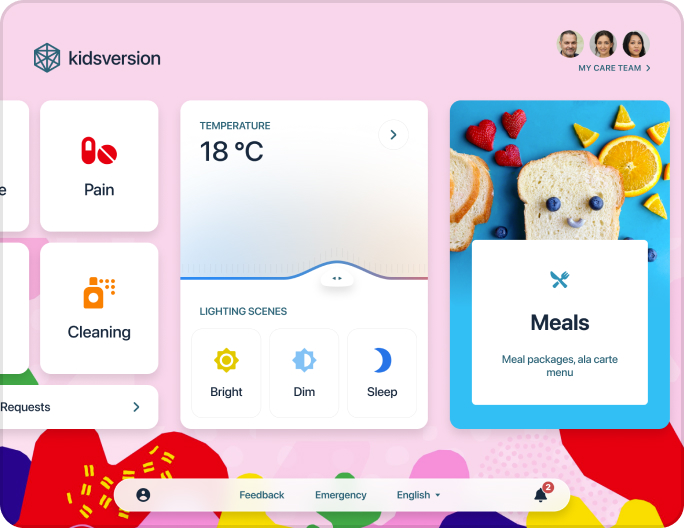 kidsversion
MY CARE TEAM
Pain
Cleaning
Requests
TEMPERATURE
18 °C
LIGHTING SCENES
Bright
Dim
Sleep
Meals
Meal packages, ala carte
menu
Feedback
Emergency
English
2